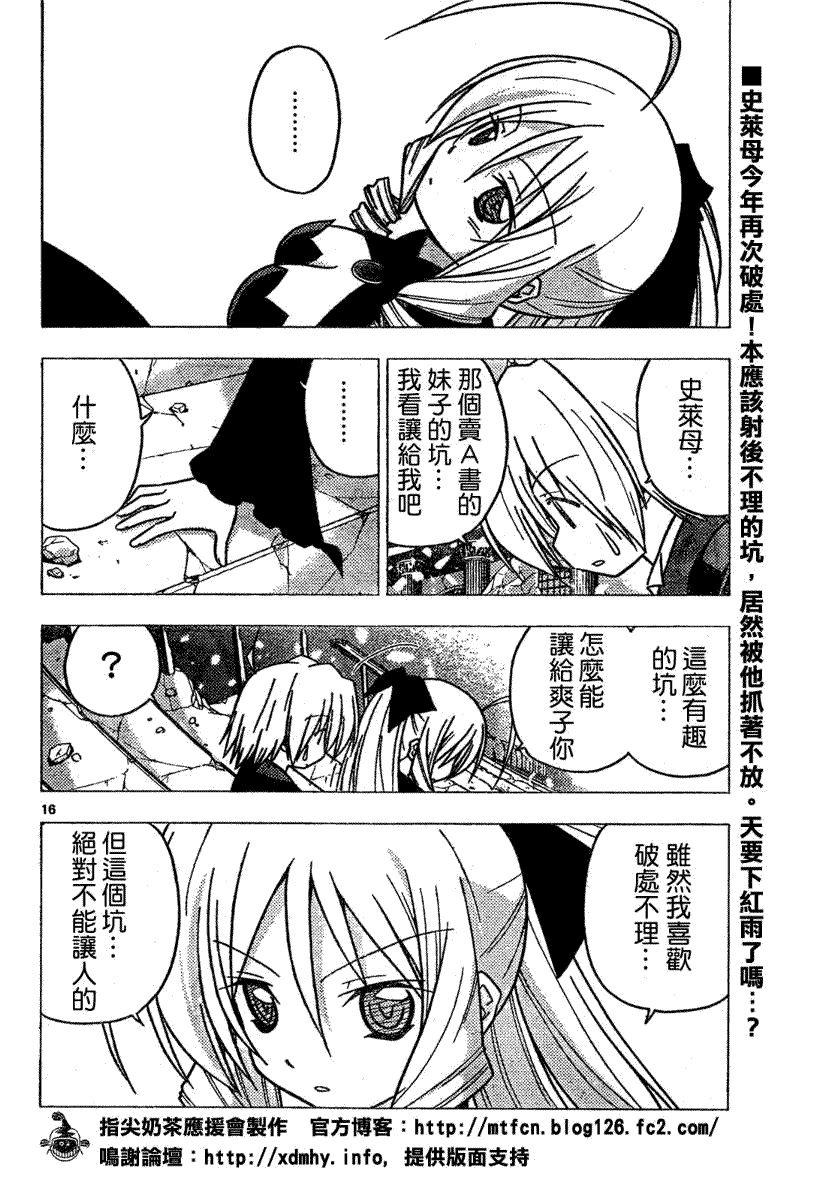 ■史萊母今年再次破處！本應該射後不理的坑，居然被他抓著不放。天要下紅雨了嗎…？
………
史萊母…
那個賣A書的
妹子的坑…
我看讓給我吧
………
什麼…
這麼有趣
的坑…
怎麼能
讓給爽子你
？
16
雖然我喜歡
破處不理…
但這個坑…
絕對不能讓人的
指尖奶茶應援會製作　官方博客：http://mtfcn.blog126.fc2.com/
鳴謝論壇：http://xdmhy.info, 提供版面支持